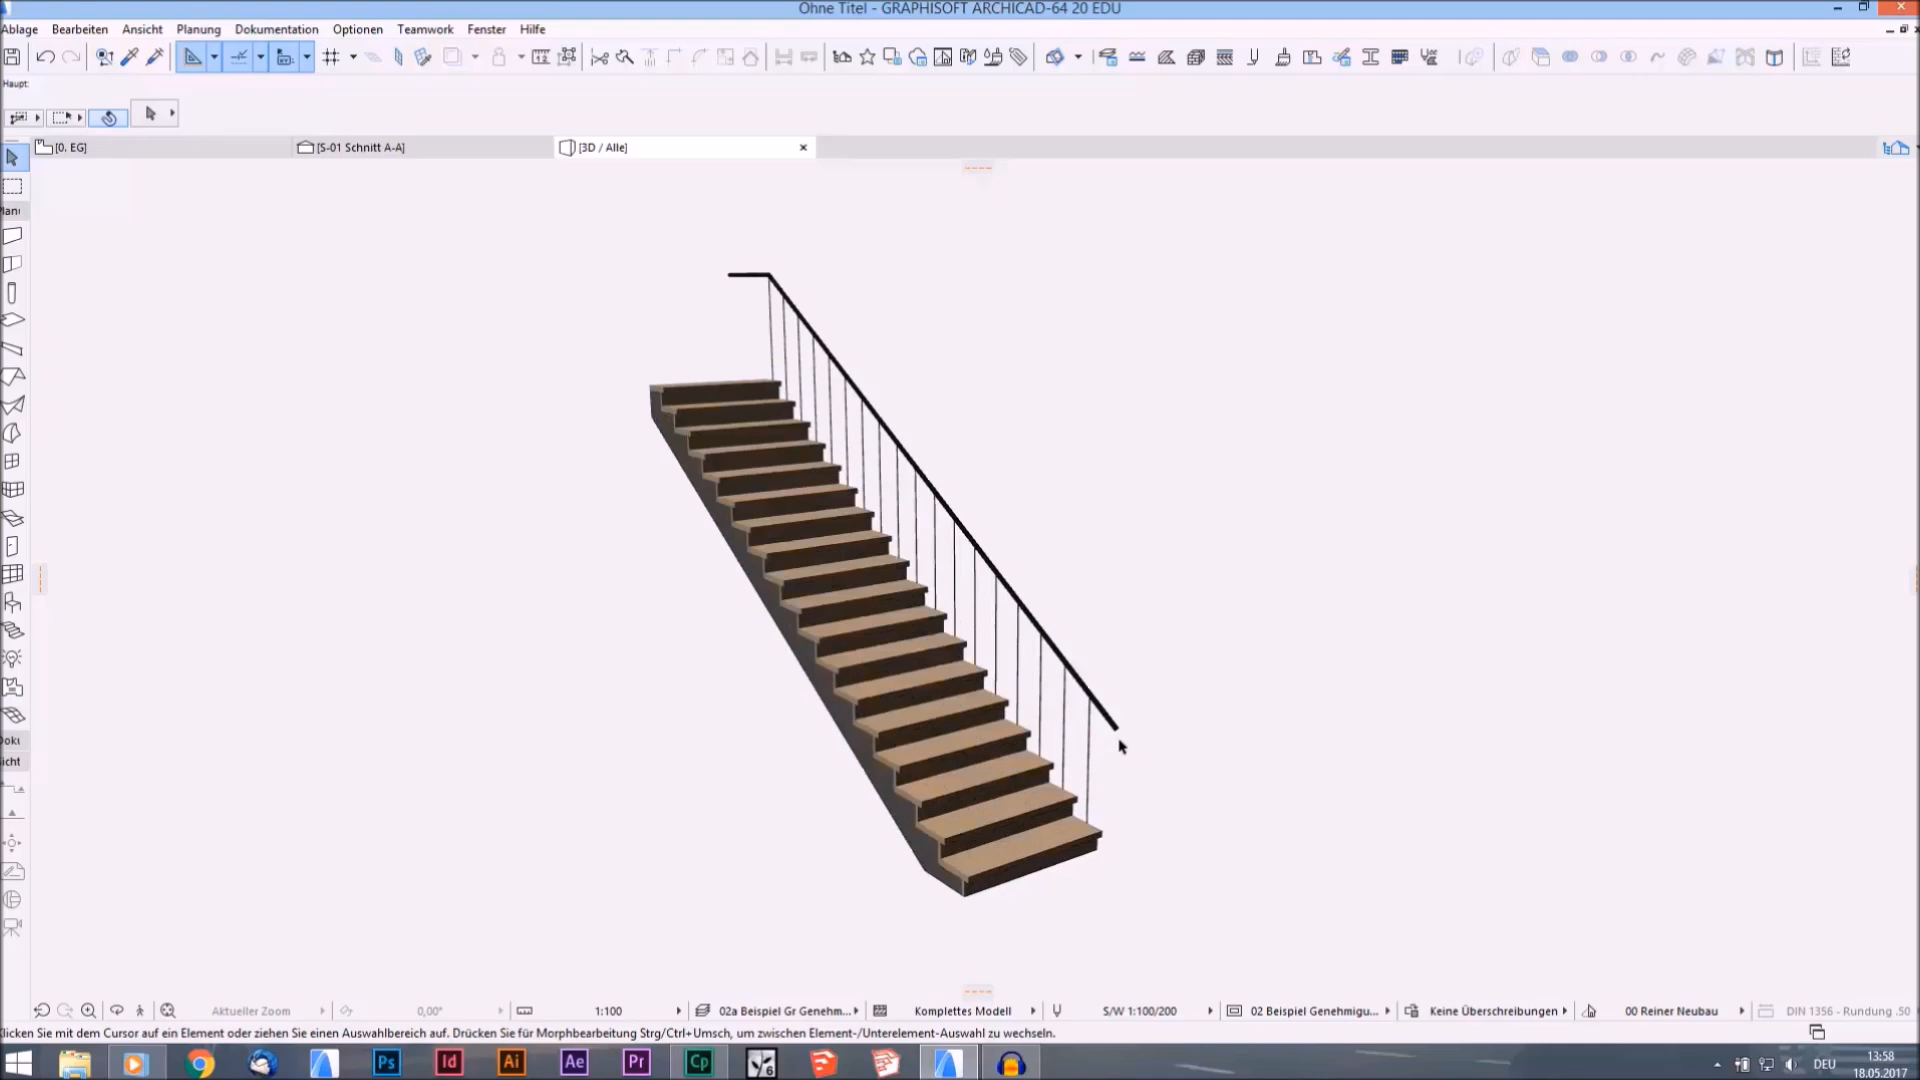 Ohne Titel - GRAPHISOFT ARCHICAD-64 20 EDU
Ablage Bearbeiten Ansicht Planung Dokumentation Optionen Teamwork Fenster Hilfe
Haupt:
[0. EG] [S-01 Schnitt A-A] [3D / Alle]
Aktueller Zoom 0,00° 1:100 02a Beispiel Gr Genehm... Komplettes Modell S/W 1:100/200 02 Beispiel Genehmigu... Keine Überschreibungen 00 Reiner Neubau DIN 1356 - Rundung .50
Klicken Sie mit dem Cursor auf ein Element oder ziehen Sie einen Auswahlbereich auf. Drücken Sie für Morphbearbeitung Strg/Ctrl+Umsch, um zwischen Element-/Unterelement-Auswahl zu wechseln.
Ps Id Ai Ae Pr Cp 6 DEU 13:58
18.05.2017